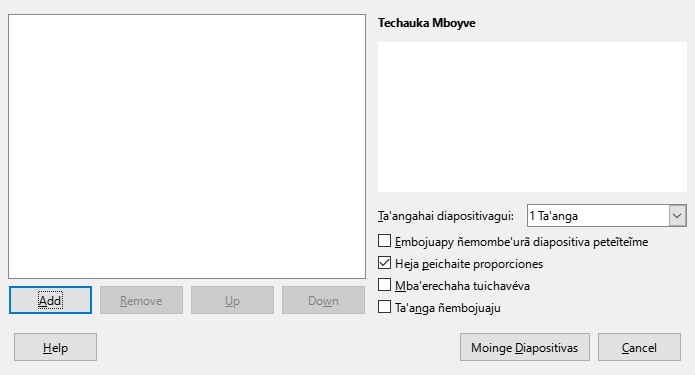 Techauka Mboyve
Ta'angahai diapositivagui: 1 Ta'anga
Embojuapy ñemombe'urã diapositiva peteĩteĩme
Heja peichaite proporciones
Mba'erechaha tuichavéva
Ta'anga ñembojuaju
Add Remove Up Down
Help Moinge Diapositivas Cancel